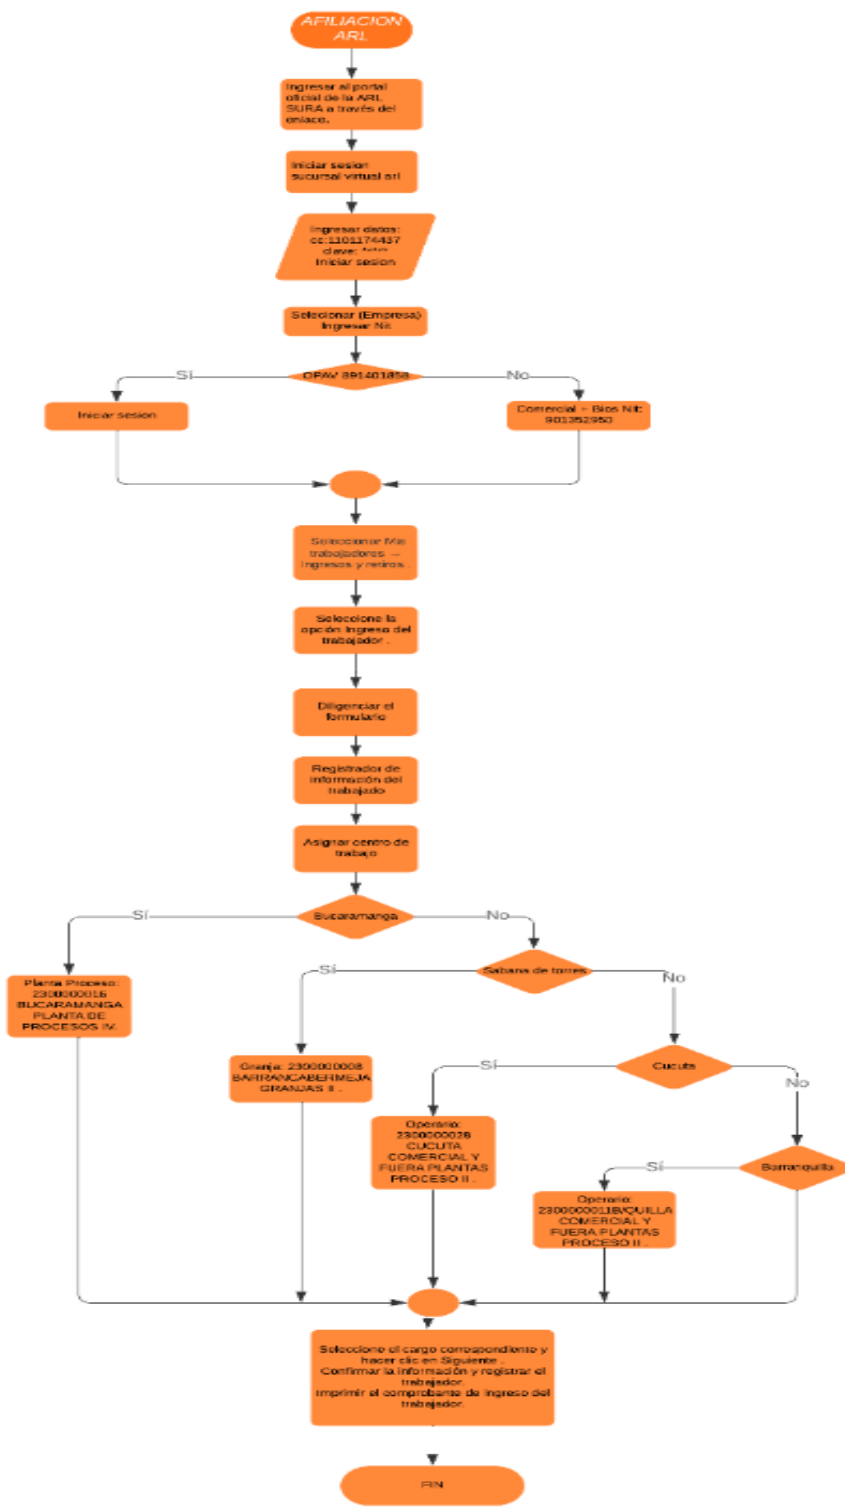 AFILIACION
ARL
Ingresar al portal
oficial de la ARL
SURA a través del
enlace.
Iniciar sesion
sucursal virtual arl
Ingresar datos:
cc:1101174437
clave: *****
Iniciar sesion
Selecionar (Empresa)
Ingresar Nit
OPAV 891401858
Sí
No
Iniciar sesion
Comercial - Bios Nit:
901352950
Seleccionar Mis
trabajadores →
Ingresos y retiros .
Seleccione la
opción Ingreso del
trabajador .
Diligenciar el
formulario
Registrador de
información del
trabajado
Asignar centro de
trabajo
Sí
Bucaramanga
No
Planta Proceso:
2300000016
BUCARAMANGA
PLANTA DE
PROCESOS IV.
Sí
Sabana de torres
No
Granja: 2300000008
BARRANCABERMEJA
GRANJAS II .
Sí
Cucuta
No
Operario:
2300000028
CUCUTA
COMERCIAL Y
FUERA PLANTAS
PROCESO II .
Sí
Barranquilla
Operario:
2300000011B/QUILLA
COMERCIAL Y
FUERA PLANTAS
PROCESO II .
Seleccione el cargo correspondiente y
hacer clic en Siguiente .
Confirmar la información y registrar el
trabajador.
Imprimir el comprobante de ingreso del
trabajador.
FIN